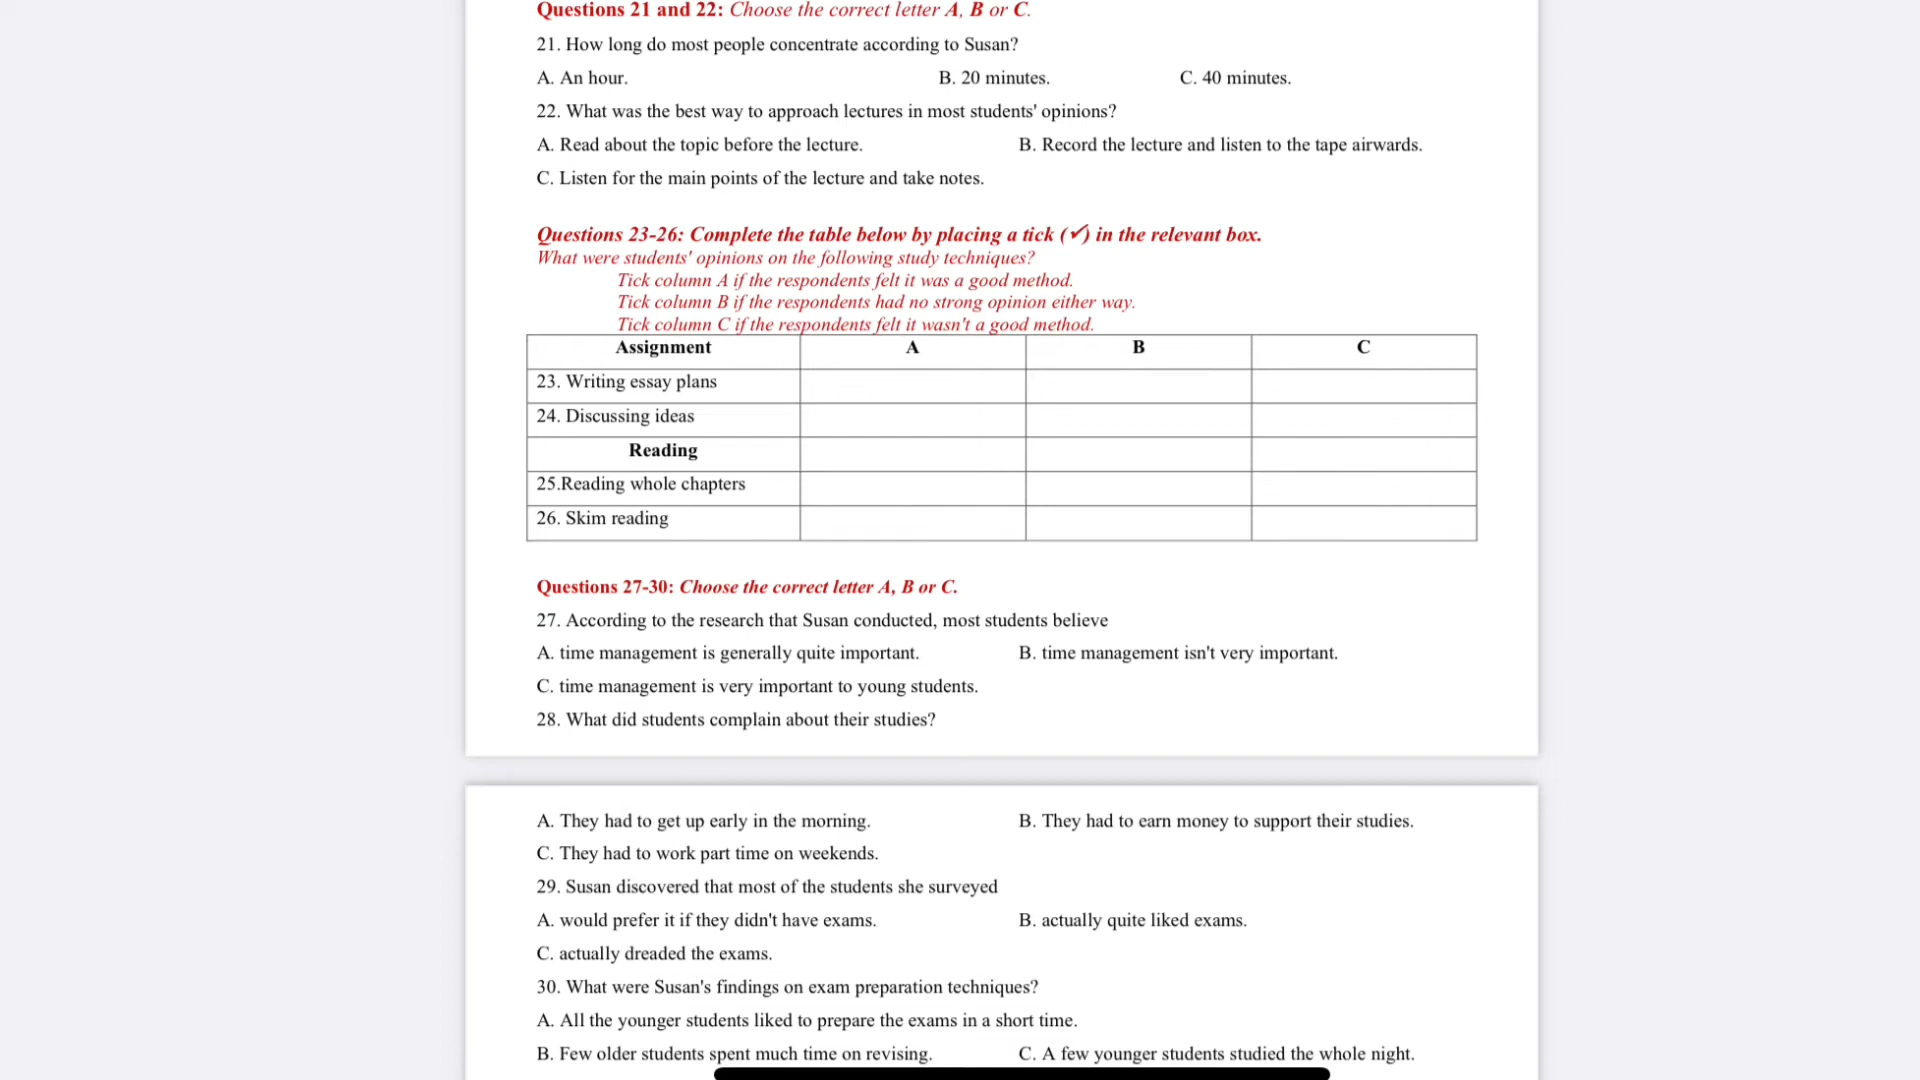 Questions 21 and 22: Choose the correct letter A, B or C.
21. How long do most people concentrate according to Susan?
A. An hour. B. 20 minutes. C. 40 minutes.
22. What was the best way to approach lectures in most students' opinions?
A. Read about the topic before the lecture. B. Record the lecture and listen to the tape airwards.
C. Listen for the main points of the lecture and take notes.
Questions 23-26: Complete the table below by placing a tick (✓) in the relevant box.
What were students' opinions on the following study techniques?
Tick column A if the respondents felt it was a good method.
Tick column B if the respondents had no strong opinion either way.
Tick column C if the respondents felt it wasn't a good method.
Assignment A B C
23. Writing essay plans
24. Discussing ideas
Reading
25.Reading whole chapters
26. Skim reading
Questions 27-30: Choose the correct letter A, B or C.
27. According to the research that Susan conducted, most students believe
A. time management is generally quite important. B. time management isn't very important.
C. time management is very important to young students.
28. What did students complain about their studies?
A. They had to get up early in the morning. B. They had to earn money to support their studies.
C. They had to work part time on weekends.
29. Susan discovered that most of the students she surveyed
A. would prefer it if they didn't have exams. B. actually quite liked exams.
C. actually dreaded the exams.
30. What were Susan's findings on exam preparation techniques?
A. All the younger students liked to prepare the exams in a short time.
B. Few older students spent much time on revising. C. A few younger students studied the whole night.